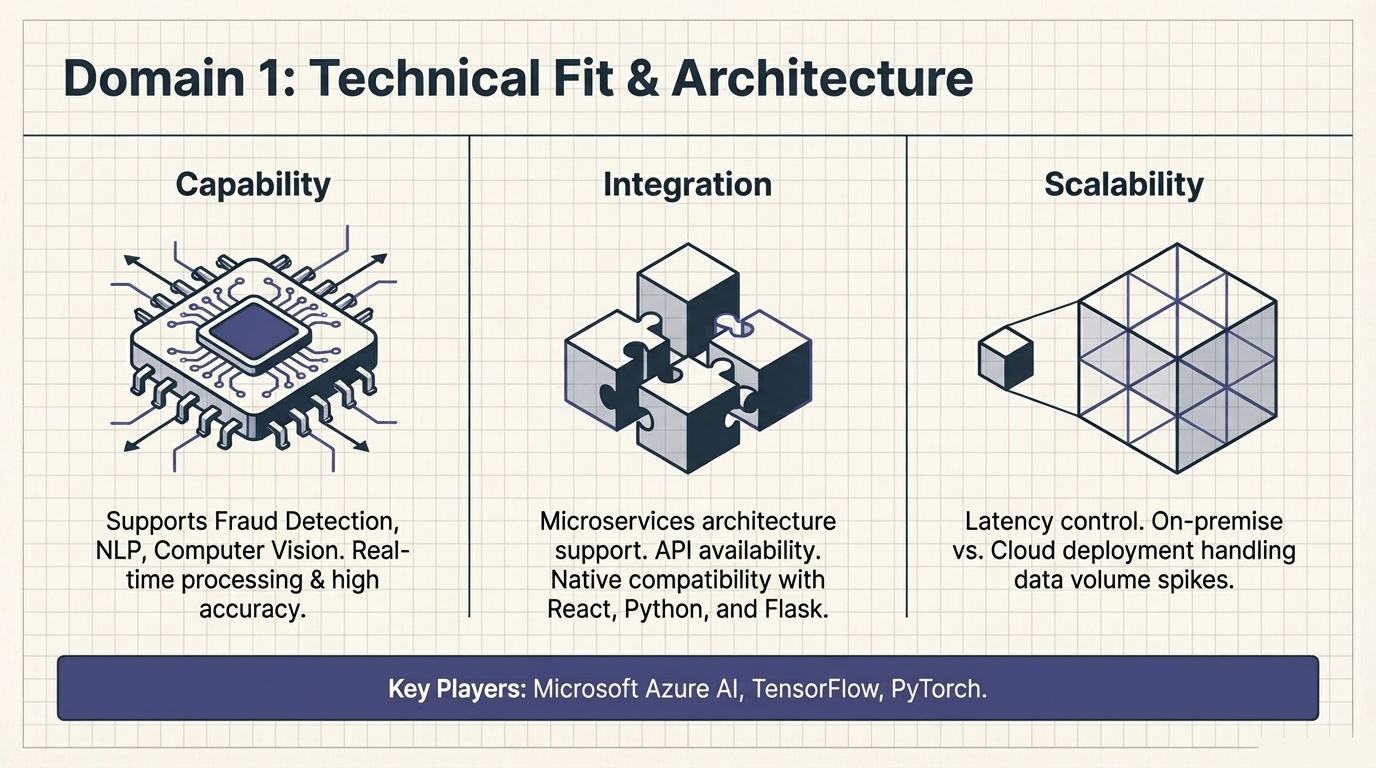 Domain 1: Technical Fit & Architecture
Capability
Supports Fraud Detection,
NLP, Computer Vision. Real-
time processing & high
accuracy.
Integration
Microservices architecture
support. API availability.
Native compatibility with
React, Python, and Flask.
Scalability
Latency control. On-premise
vs. Cloud deployment handling
data volume spikes.
Key Players: Microsoft Azure AI, TensorFlow, PyTorch.